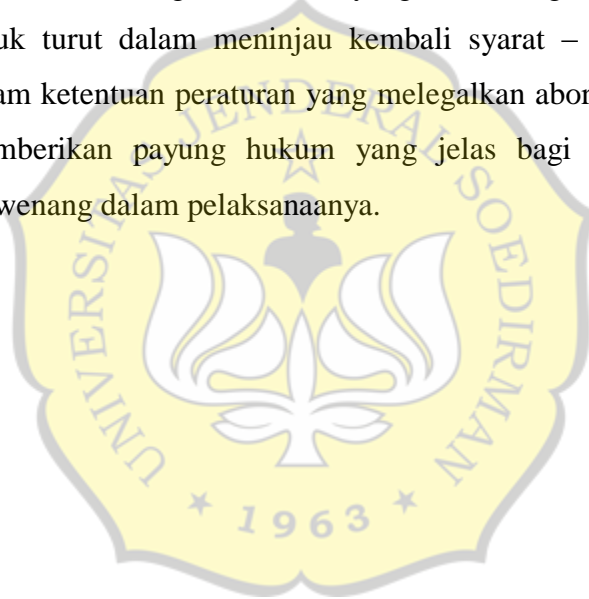 uk turut dalam meninjau kembali syarat –
am ketentuan peraturan yang melegalkan abor
mberikan payung hukum yang jelas bagi
wenang dalam pelaksanaanya.
UNIVERSITAS JENDERAL SOEDIRMAN
1963